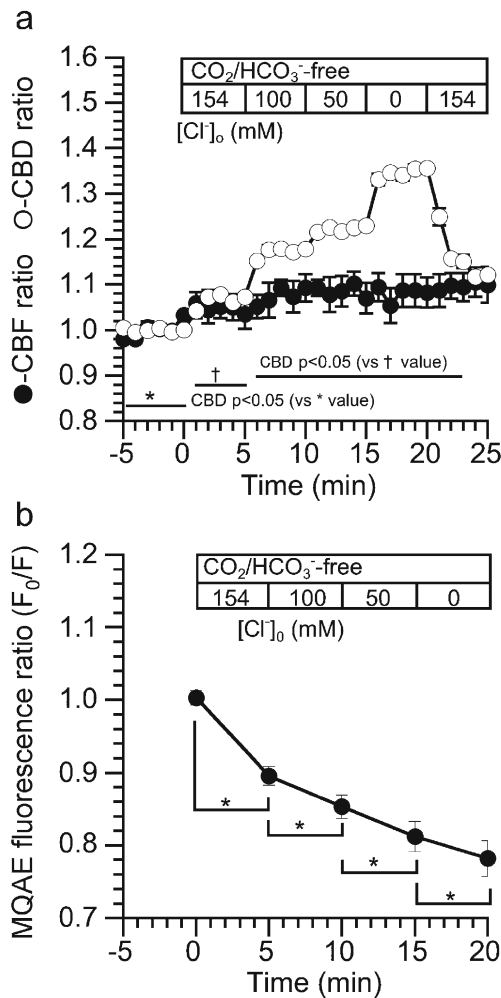 a
●-CBF ratio O-CBD ratio
1.6
1.5
1.4
1.3
1.2
1.1
1.0
0.9
0.8
CO₂/HCO₃⁻-free
154 100 50 0 154
[Cl⁻]ₒ (mM)
CBD p<0.05 (vs † value)
†
* CBD p<0.05 (vs * value)
-5 0 5 10 15 20 25
Time (min)
b
MQAE fluorescence ratio (F₀/F)
1.2
1.1
1.0
0.9
0.8
0.7
CO₂/HCO₃⁻-free
154 100 50 0
[Cl⁻]₀ (mM)
*
*
*
*
-5 0 5 10 15 20
Time (min)